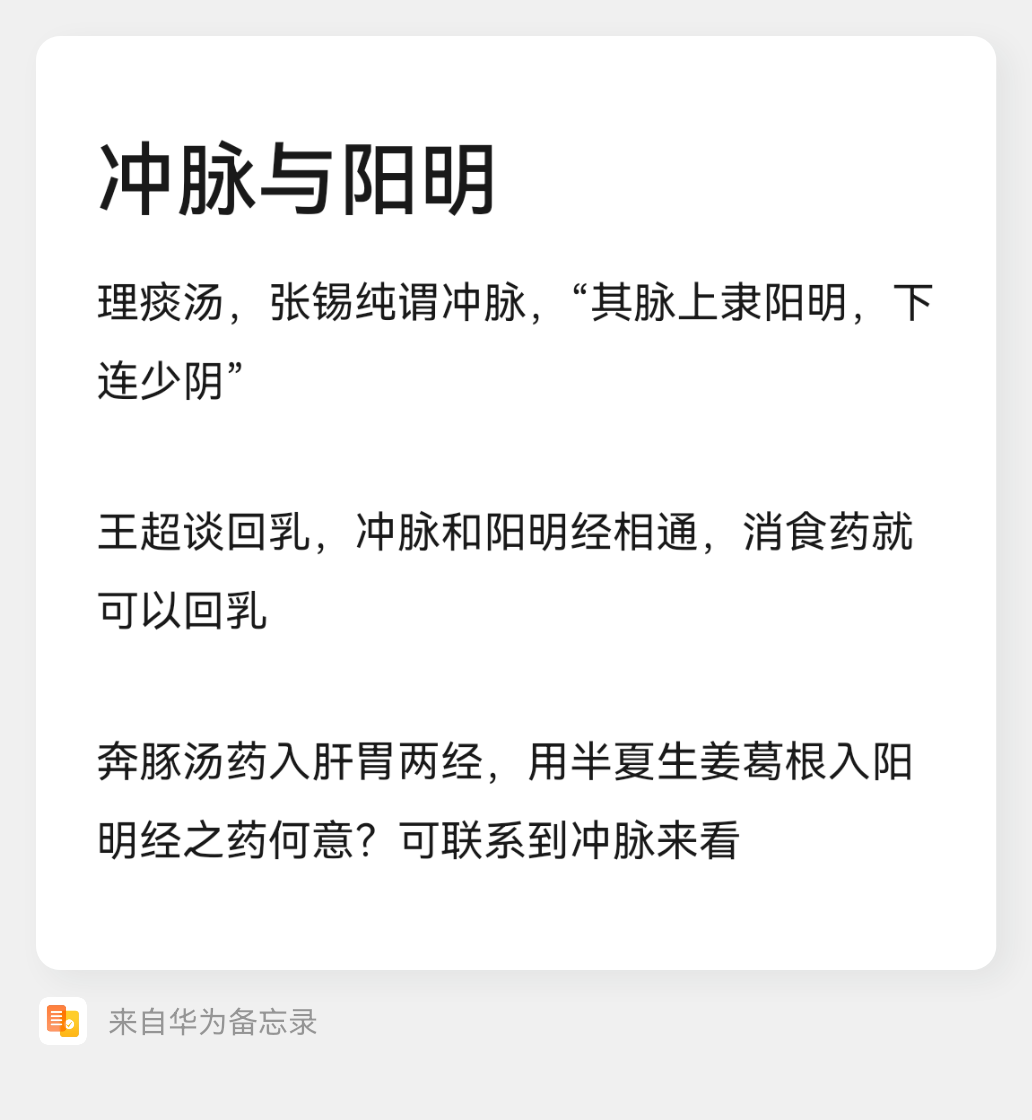 冲脉与阳明
理痰汤，张锡纯谓冲脉，“其脉上隶阳明，下
连少阴”
王超谈回乳，冲脉和阳明经相通，消食药就
可以回乳
奔豚汤药入肝胃两经，用半夏生姜葛根入阳
明经之药何意？可联系到冲脉来看
来自华为备忘录